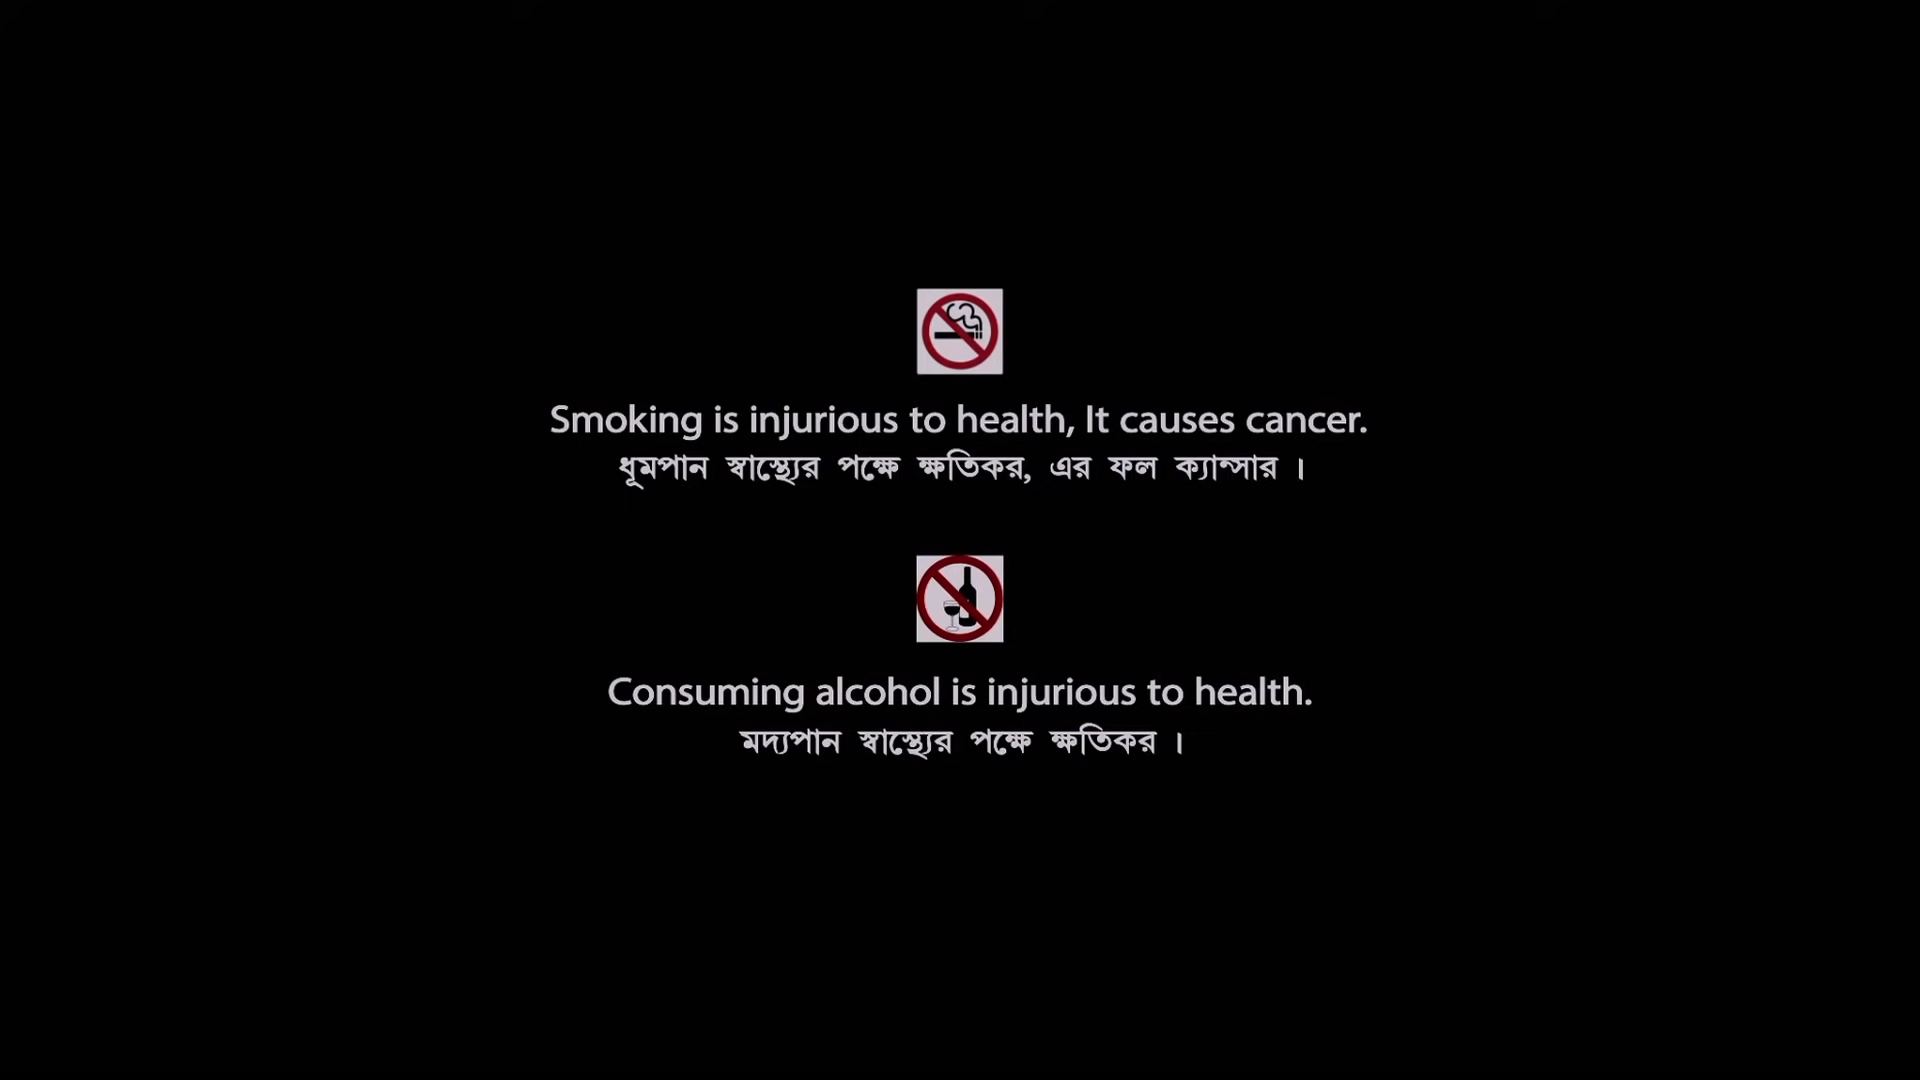 Smoking is injurious to health, It causes cancer.
ধূমপান স্বাস্থ্যের পক্ষে ক্ষতিকর, এর ফল ক্যান্সার ।
Consuming alcohol is injurious to health.
মদ্যপান স্বাস্থ্যের পক্ষে ক্ষতিকর ।